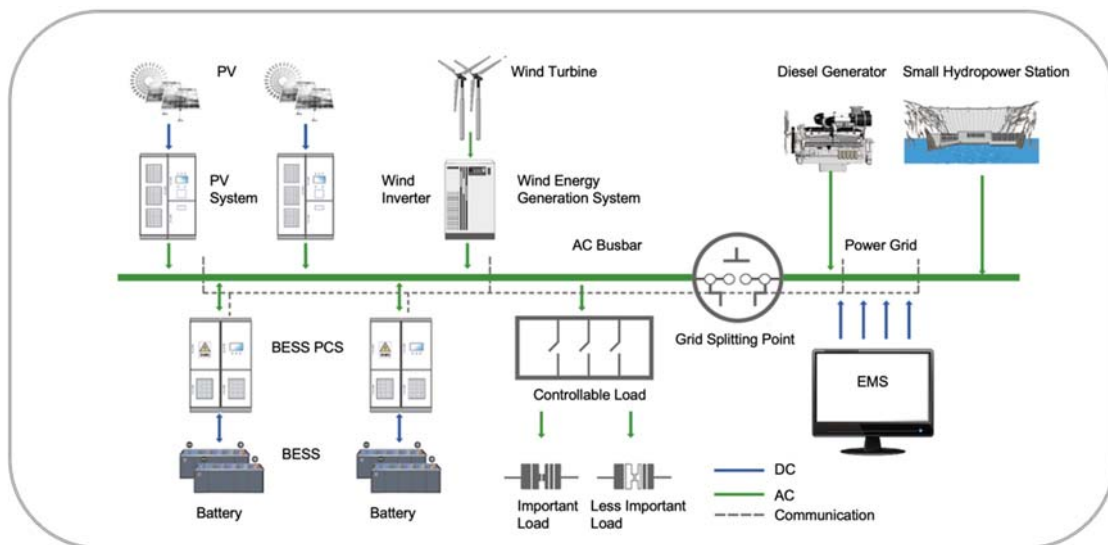 PV
Wind Turbine
Diesel Generator
Small Hydropower Station
PV
System
Wind
Inverter
Wind Energy
Generation System
AC Busbar
Power Grid
BESS PCS
Grid Splitting Point
Controllable Load
EMS
BESS
Battery
Battery
Important
Load
Less Important
Load
DC
AC
Communication